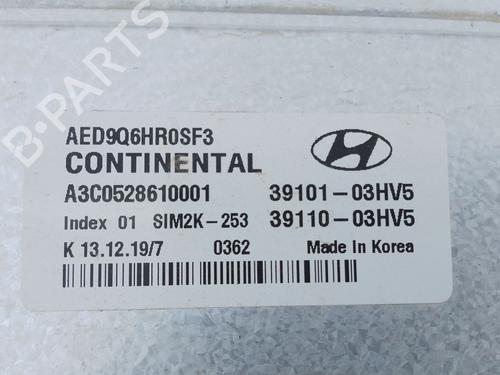 B-PARTS
AED9Q6HR0SF3
CONTINENTAL
A3C0528610001 39101-03HV5
Index 01 SIM2K-253 39110-03HV5
K 13.12.19/7 0362 Made In Korea